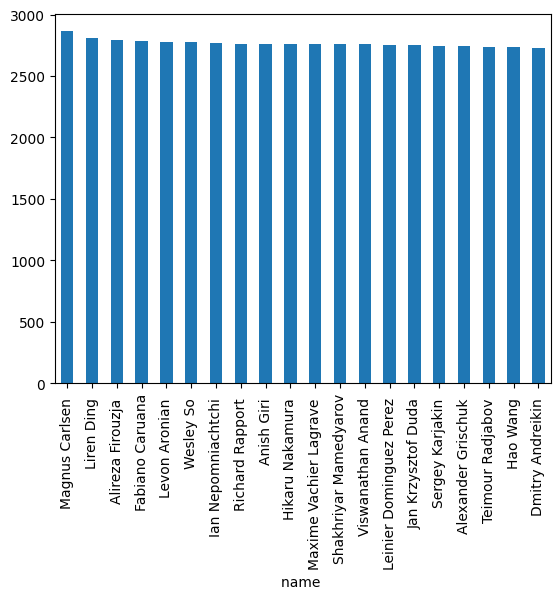 3000
2500
2000
1500
1000
500
0
Magnus Carlsen
Liren Ding
Alireza Firouzja
Fabiano Caruana
Levon Aronian
Wesley So
Ian Nepomniachtchi
Richard Rapport
Anish Giri
Hikaru Nakamura
Maxime Vachier Lagrave
Shakhriyar Mamedyarov
Viswanathan Anand
Leinier Dominguez Perez
Jan Krzysztof Duda
Sergey Karjakin
Alexander Grischuk
Teimour Radjabov
Hao Wang
Dmitry Andreikin
name